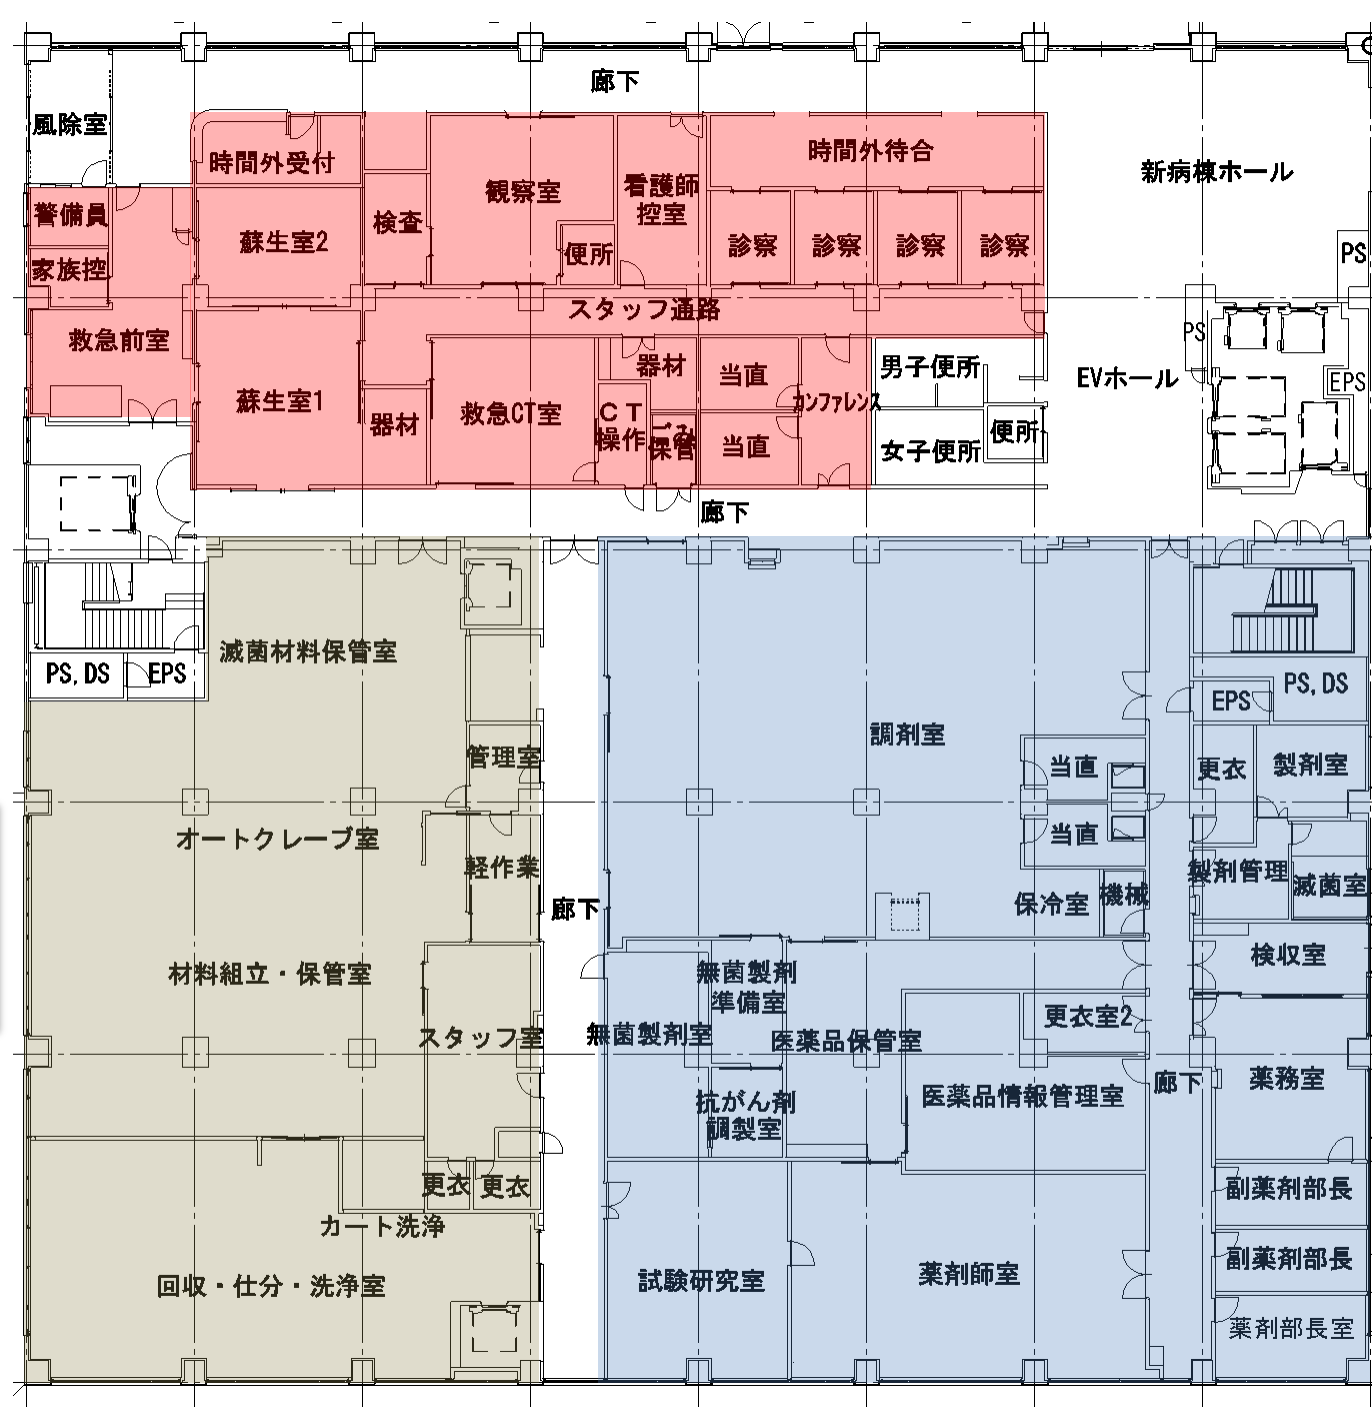 廊下
風除室
時間外受付
時間外待合
新病棟ホール
警備員
家族控
蘇生室2
検査
観察室
便所
看護師
控室
診察
診察
診察
診察
PS
スタッフ通路
救急前室
蘇生室1
器材
救急CT室
CT
操作
器材
ごみ
保管
当直
当直
カンファレンス
男子便所
女子便所
便所
EVホール
PS
EPS
廊下
PS,DS
EPS
滅菌材料保管室
管理室
オートクレーブ室
軽作業
材料組立・保管室
スタッフ室
更衣
更衣
カート洗浄
回収・仕分・洗浄室
廊下
調剤室
当直
当直
保冷室
機械
EPS
PS,DS
更衣
製剤室
製剤管理
滅菌室
検収室
無菌製剤
準備室
無菌製剤室
医薬品保管室
更衣室2
抗がん剤
調製室
医薬品情報管理室
廊下
薬務室
試験研究室
薬剤師室
副薬剤部長
副薬剤部長
薬剤部長室